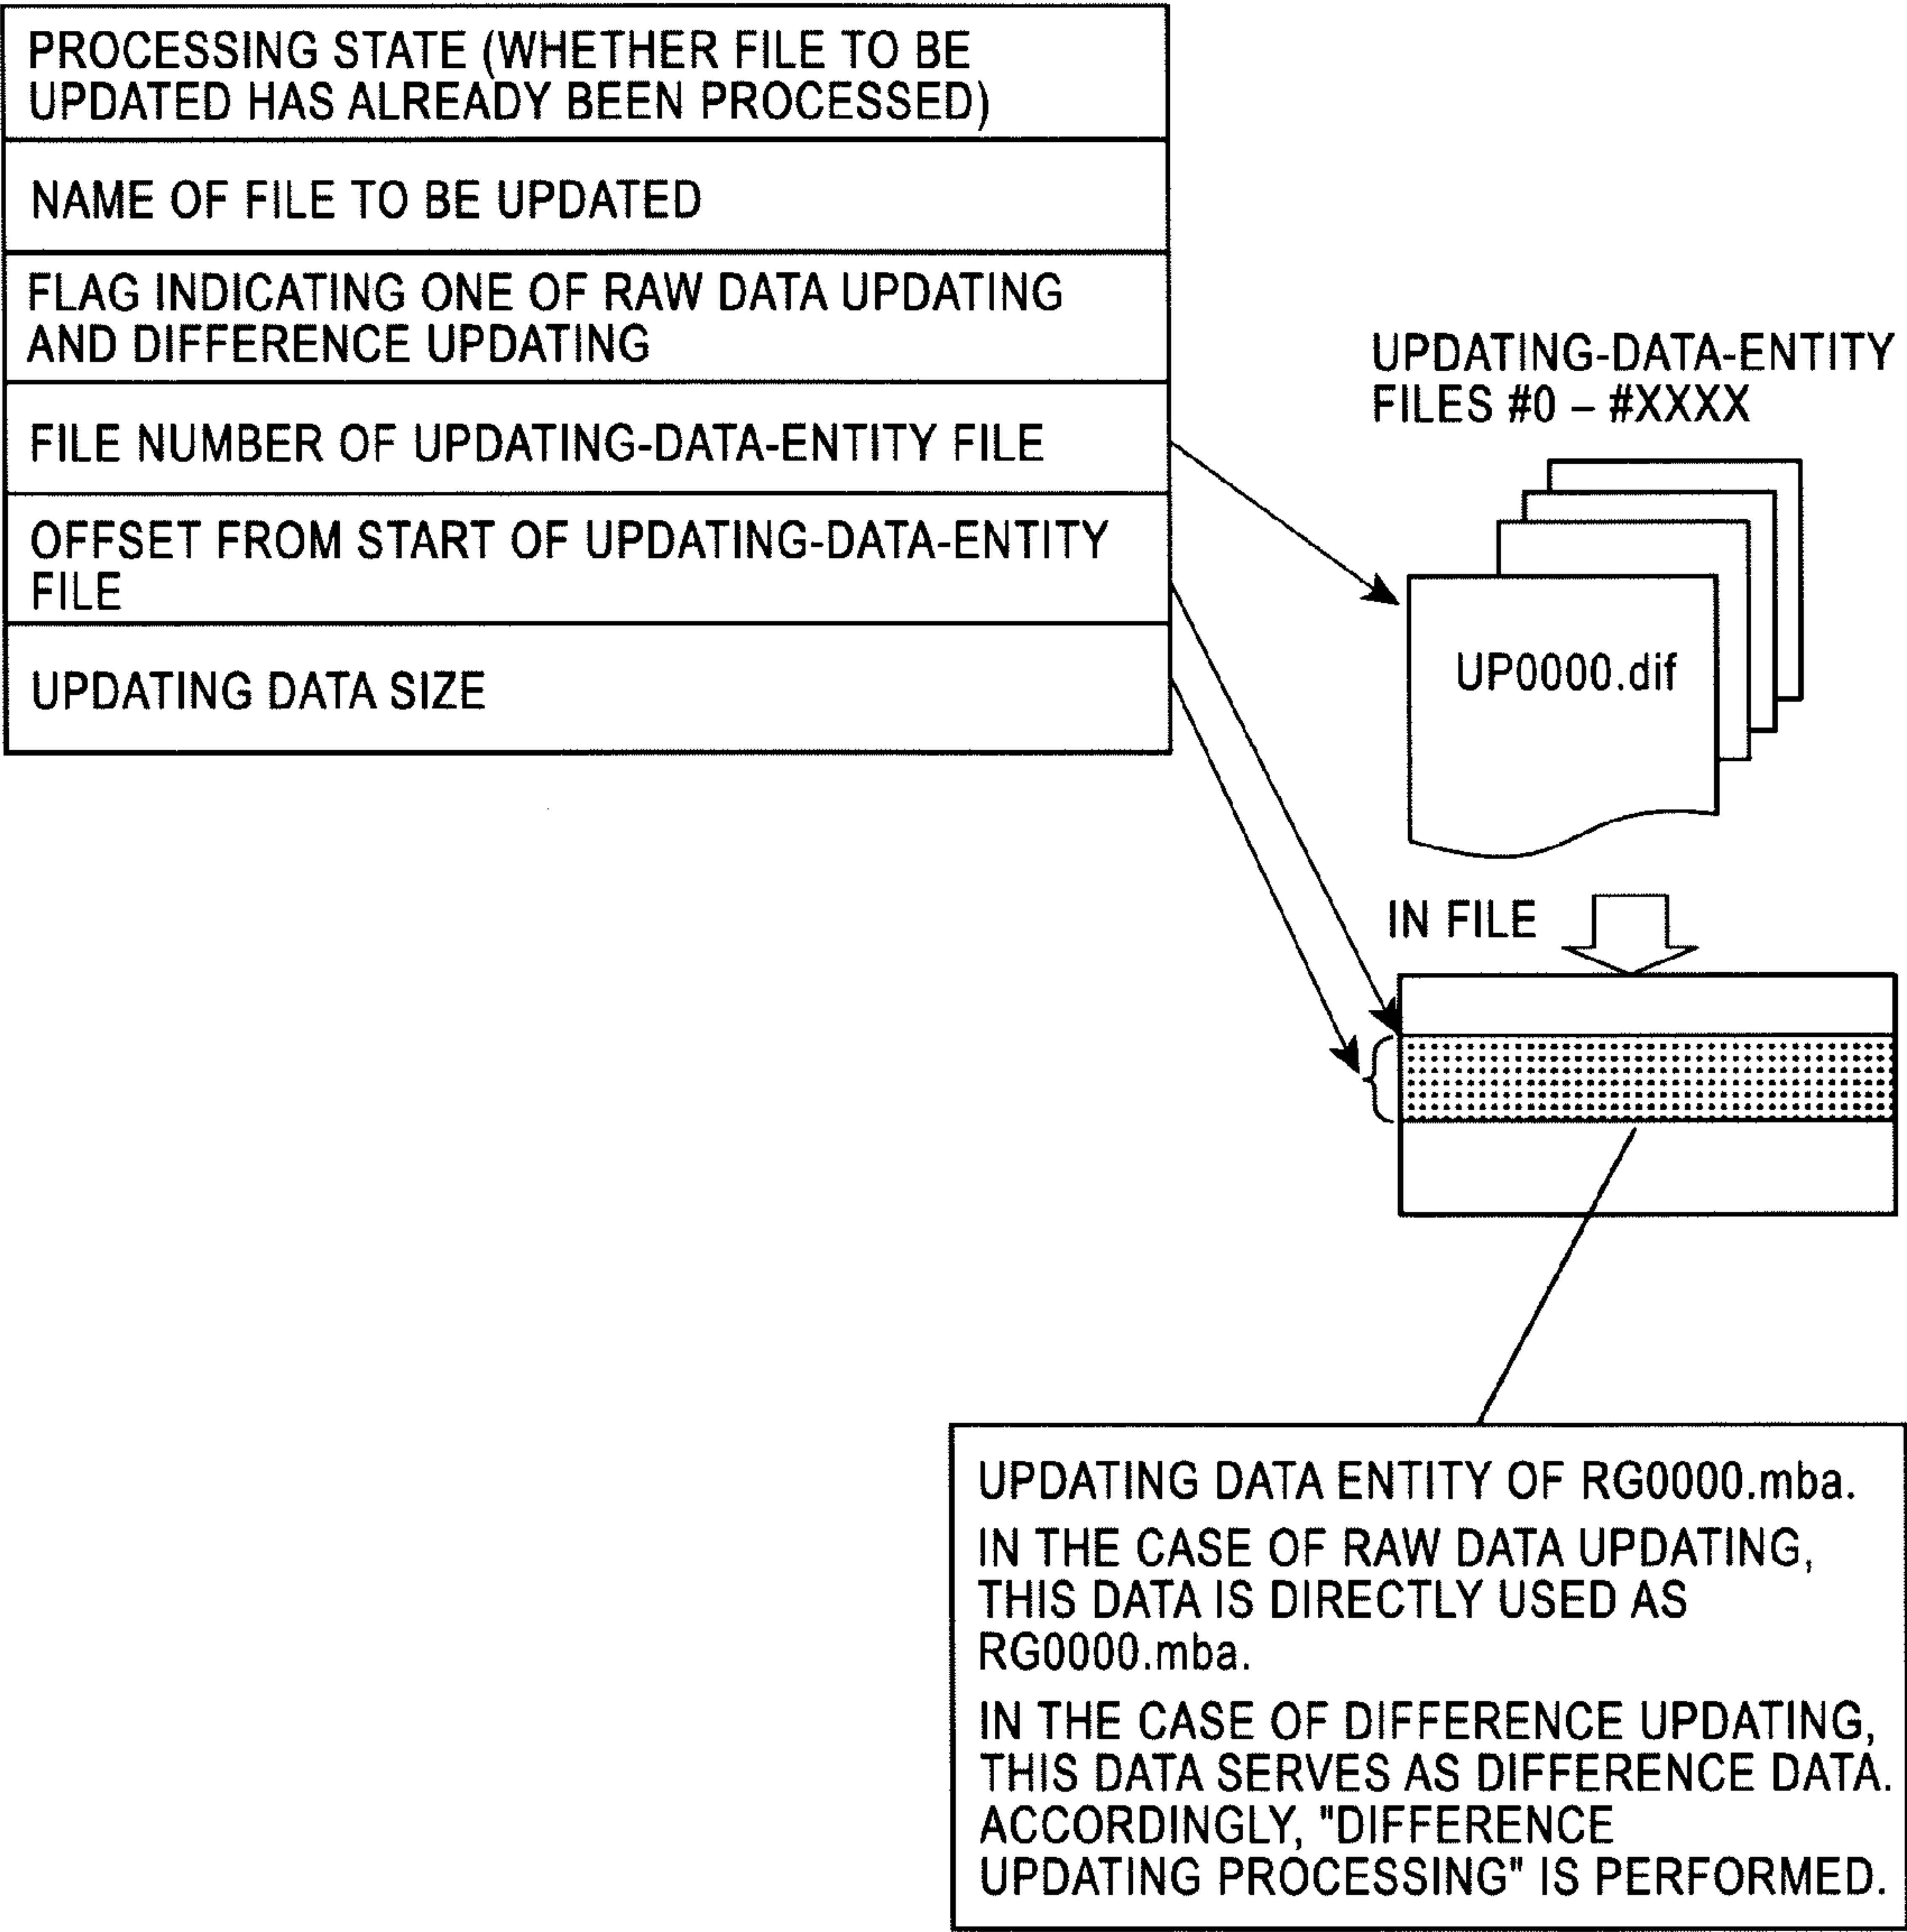 PROCESSING STATE (WHETHER FILE TO BE
UPDATED HAS ALREADY BEEN PROCESSED)
NAME OF FILE TO BE UPDATED
FLAG INDICATING ONE OF RAW DATA UPDATING
AND DIFFERENCE UPDATING
FILE NUMBER OF UPDATING-DATA-ENTITY FILE
OFFSET FROM START OF UPDATING-DATA-ENTITY
FILE
UPDATING DATA SIZE
UPDATING-DATA-ENTITY
FILES #0 – #XXXX
UP0000.dif
IN FILE
UPDATING DATA ENTITY OF RG0000.mba.
IN THE CASE OF RAW DATA UPDATING,
THIS DATA IS DIRECTLY USED AS
RG0000.mba.
IN THE CASE OF DIFFERENCE UPDATING,
THIS DATA SERVES AS DIFFERENCE DATA.
ACCORDINGLY, "DIFFERENCE
UPDATING PROCESSING" IS PERFORMED.